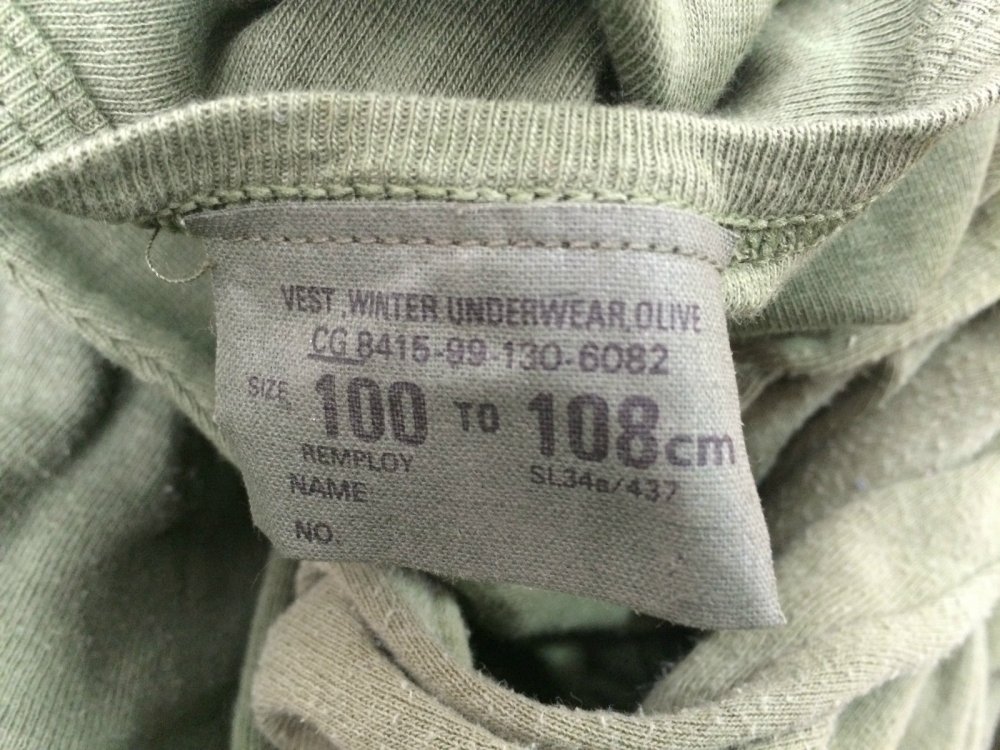 VEST, WINTER UNDERWEAR, OLIVE
CG 8415-99-130-6082
SIZE. 100 TO 108cm
REMPLOY SL34a/437
NAME
NO.